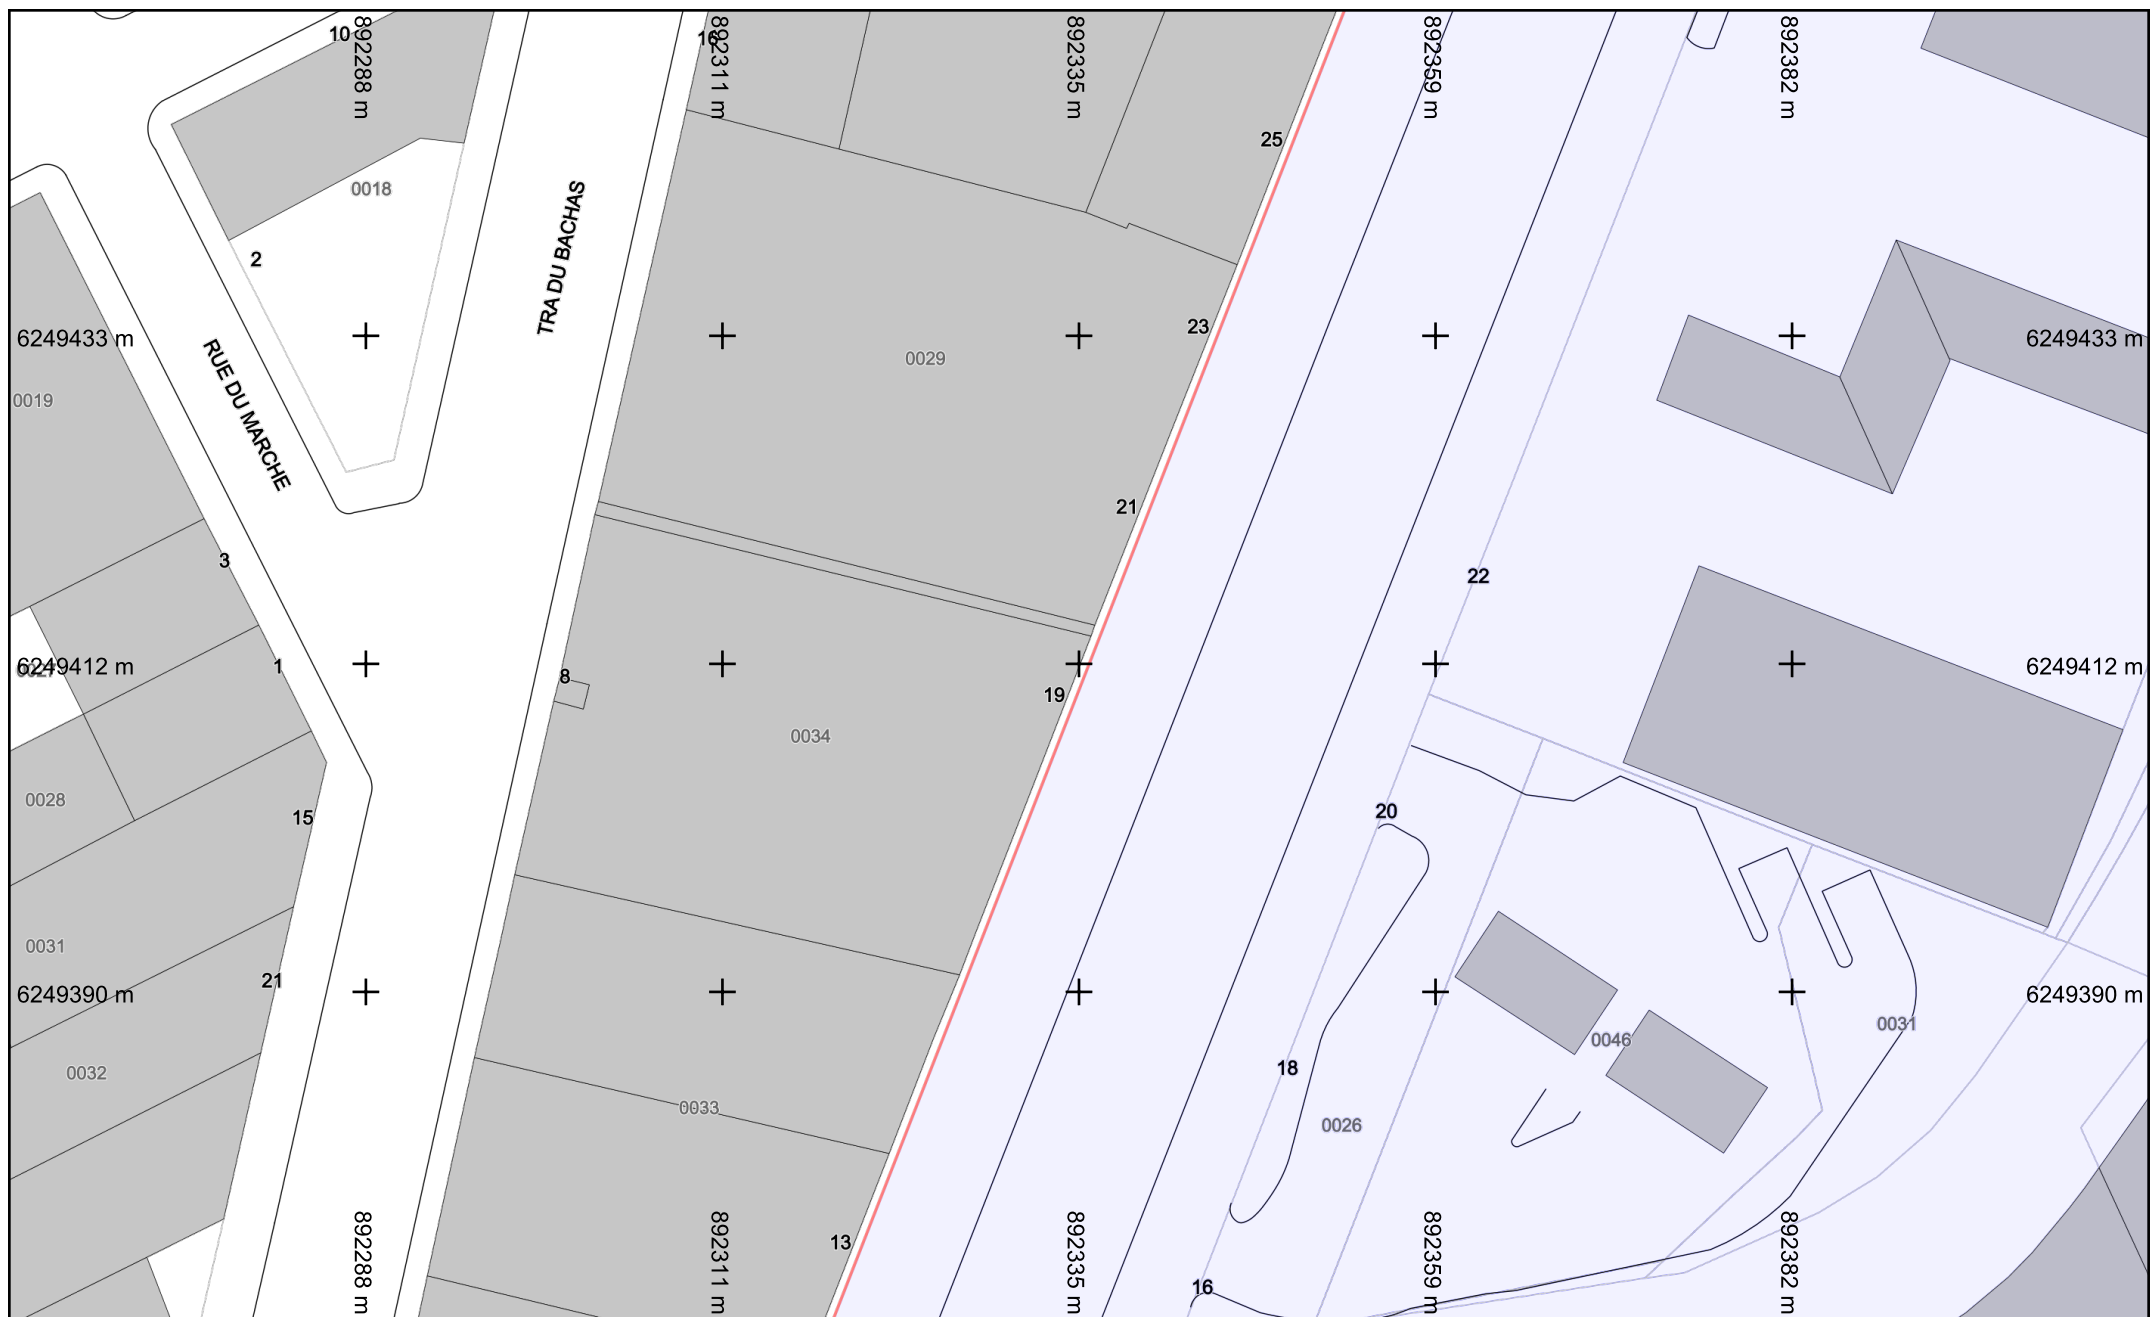 10
892288 m
16
892311 m
892335 m
892359 m
892382 m
25
0018
TRA DU BACHAS
2
6249433 m
23
6249433 m
RUE DU MARCHE
0029
0019
21
3
22
6249412 m
0027
1
8
19
6249412 m
0034
0028
15
20
0031
21
6249390 m
6249390 m
0031
0046
0032
18
0033
0026
13
16
892288 m
892311 m
892335 m
892359 m
892382 m